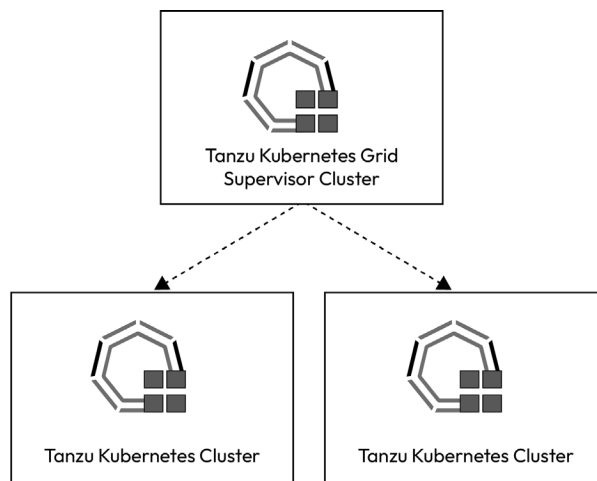 Tanzu Kubernetes Grid
Supervisor Cluster
Tanzu Kubernetes Cluster
Tanzu Kubernetes Cluster